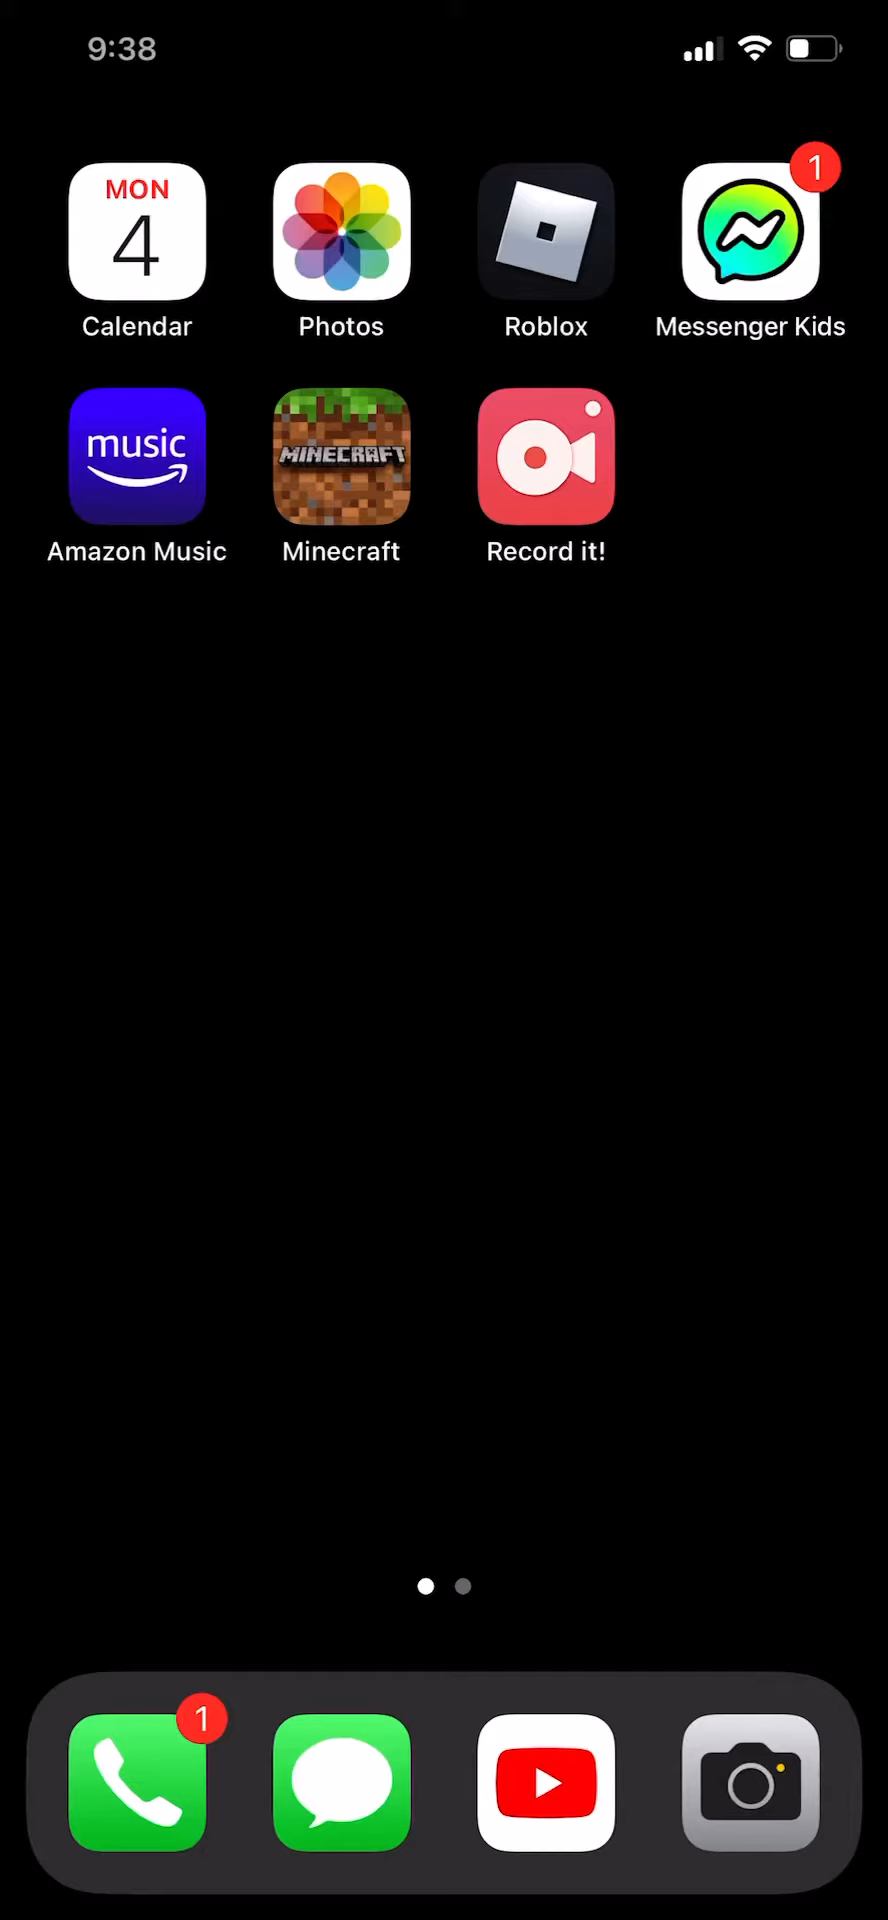 9:38
1
MON
4
Calendar
Photos
Roblox
Messenger Kids
music
MINECRAFT
Amazon Music
Minecraft
Record it!
1